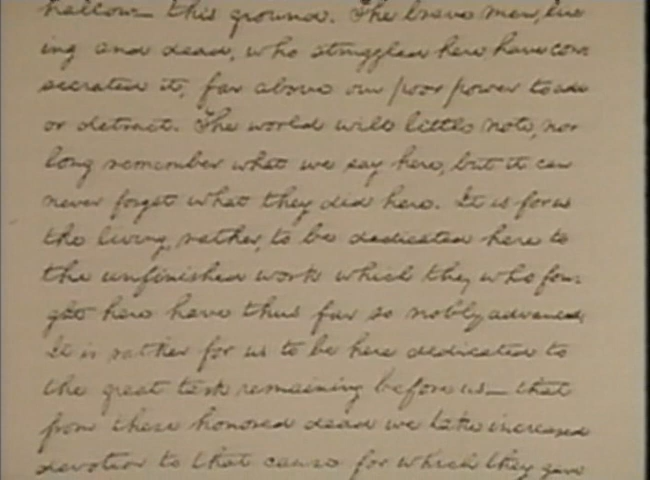 hallow— this ground. The brave men, liv-
ing and dead, who struggled here have con-
secrated it, far above our poor power to add
or detract. The world will little note, nor
long remember what we say here, but it can
never forget what they did here. It is for us
the living, rather, to be dedicated here to
the unfinished work which they who fou-
ght here have thus far so nobly advanced.
It is rather for us to be here dedicated to
the great task remaining before us— that
from these honored dead we take increased
devotion to that cause for which they gave